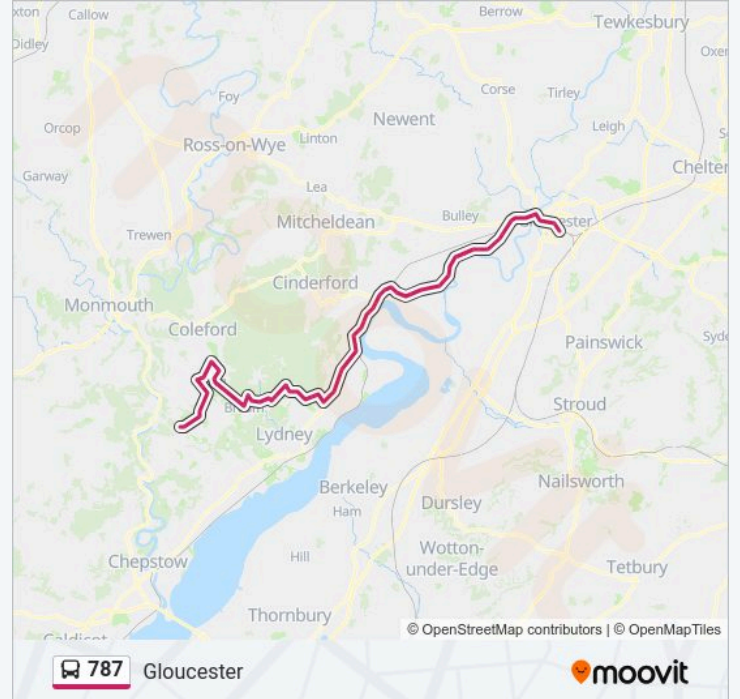 Callow
Berrow
Tewkesbury
Foy
Corse
Tirley
Newent
Orcop
Leigh
Ross-on-Wye
Linton
Garway
Lea
Mitcheldean
Bulley
Trewen
Cinderford
Monmouth
Coleford
Painswick
Stroud
Lydney
Nailsworth
Berkeley
Ham
Dursley
Hill
Wotton-
under-Edge
Chepstow
Tetbury
Thornbury
© OpenStreetMap contributors | © OpenMapTiles
787 Gloucester
moovit